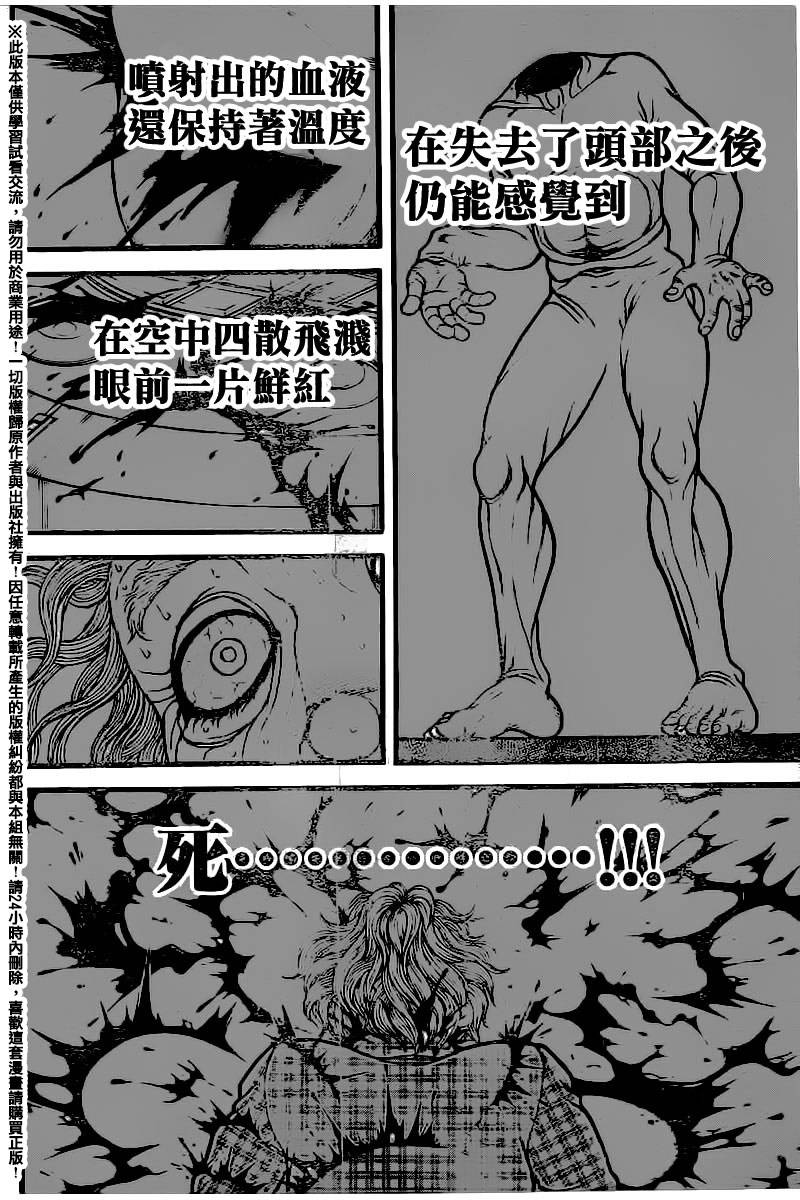 在失去了頭部之後
仍能感覺到
噴射出的血液
還保持著溫度
在空中四散飛濺
眼前一片鮮紅
死⋯⋯⋯⋯⋯⋯!!!
※此版本僅供學習試看交流，請勿用於商業用途！一切版權歸原作者與出版社擁有！因任意轉載所產生的版權糾紛都與本組無關！請24小時內刪除，喜歡這套漫畫請購買正版！